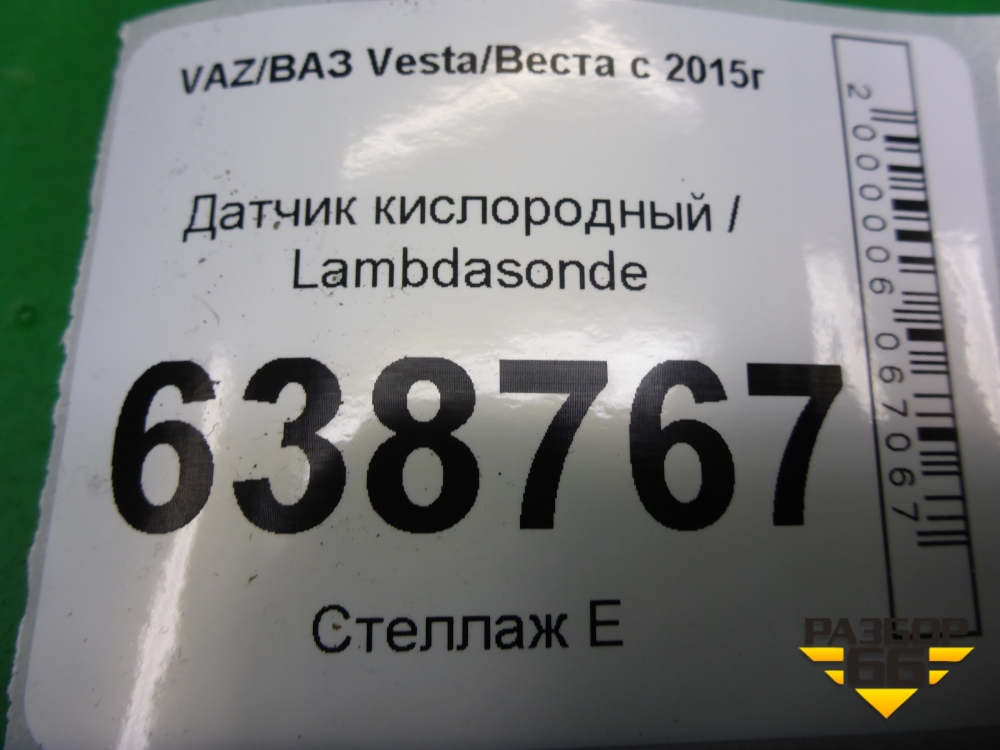 VAZ/ВАЗ Vesta/Веста с 2015г
Датчик кислородный /
Lambdasonde
638767
Стеллаж Е
2000006067067
РАЗБОР
66